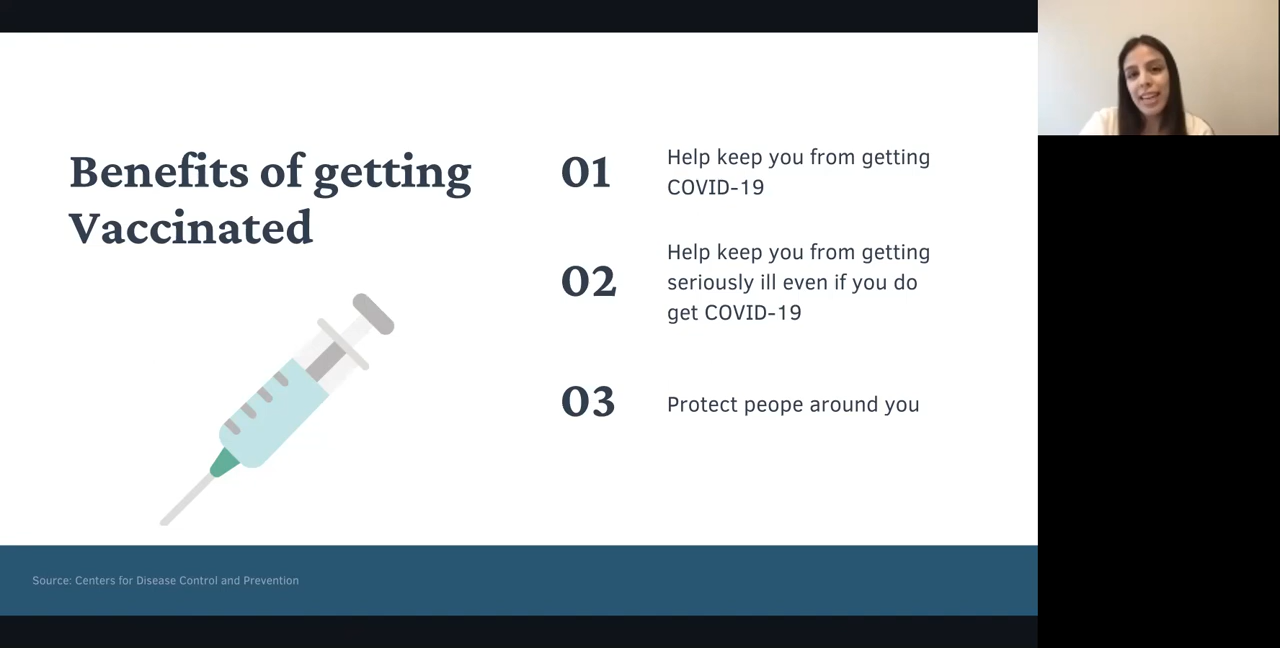 Benefits of getting
Vaccinated
01
Help keep you from getting
COVID-19
02
Help keep you from getting
seriously ill even if you do
get COVID-19
03
Protect peope around you
Source: Centers for Disease Control and Prevention